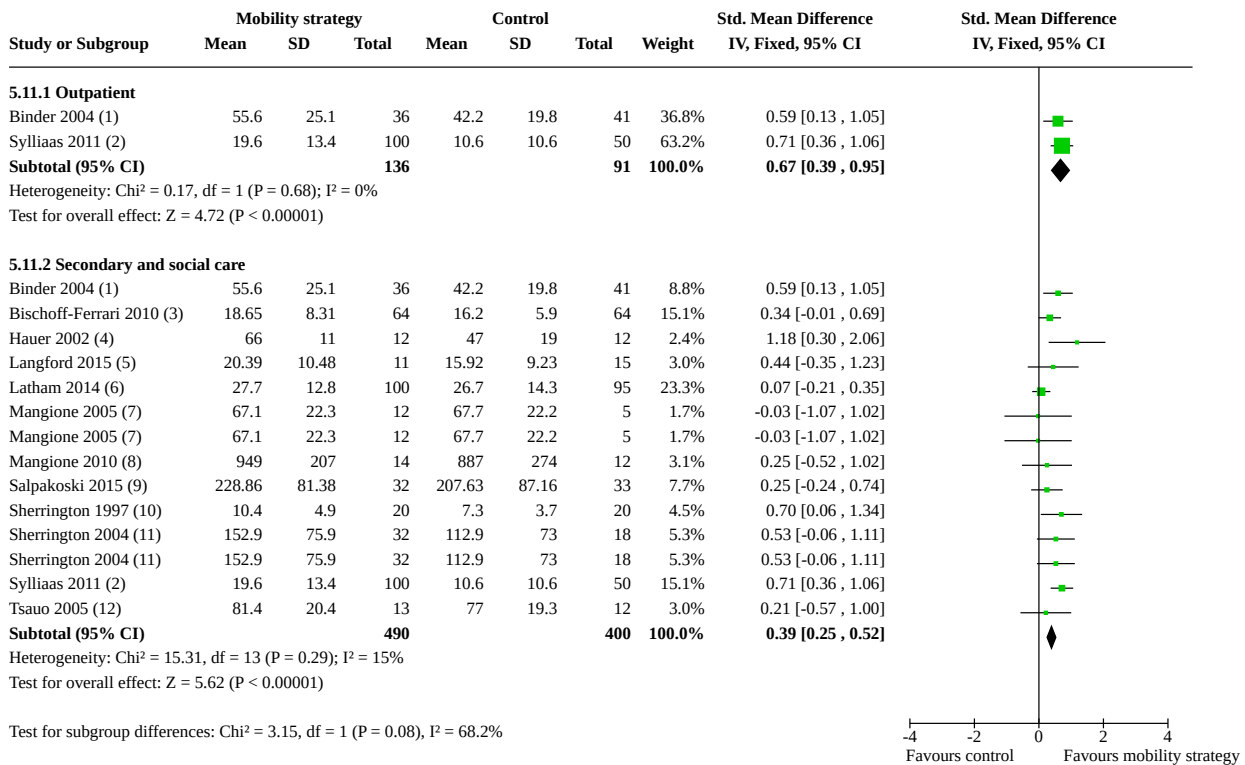 Mobility strategy Control Std. Mean Difference Std. Mean Difference
Study or Subgroup Mean SD Total Mean SD Total Weight IV, Fixed, 95% CI IV, Fixed, 95% CI
5.11.1 Outpatient
Binder 2004 (1) 55.6 25.1 36 42.2 19.8 41 36.8% 0.59 [0.13 , 1.05]
Sylliaas 2011 (2) 19.6 13.4 100 10.6 10.6 50 63.2% 0.71 [0.36 , 1.06]
Subtotal (95% CI) 136 91 100.0% 0.67 [0.39 , 0.95]
Heterogeneity: Chi² = 0.17, df = 1 (P = 0.68); I² = 0%
Test for overall effect: Z = 4.72 (P < 0.00001)
5.11.2 Secondary and social care
Binder 2004 (1) 55.6 25.1 36 42.2 19.8 41 8.8% 0.59 [0.13 , 1.05]
Bischoff-Ferrari 2010 (3) 18.65 8.31 64 16.2 5.9 64 15.1% 0.34 [-0.01 , 0.69]
Hauer 2002 (4) 66 11 12 47 19 12 2.4% 1.18 [0.30 , 2.06]
Langford 2015 (5) 20.39 10.48 11 15.92 9.23 15 3.0% 0.44 [-0.35 , 1.23]
Latham 2014 (6) 27.7 12.8 100 26.7 14.3 95 23.3% 0.07 [-0.21 , 0.35]
Mangione 2005 (7) 67.1 22.3 12 67.7 22.2 5 1.7% -0.03 [-1.07 , 1.02]
Mangione 2005 (7) 67.1 22.3 12 67.7 22.2 5 1.7% -0.03 [-1.07 , 1.02]
Mangione 2010 (8) 949 207 14 887 274 12 3.1% 0.25 [-0.52 , 1.02]
Salpakoski 2015 (9) 228.86 81.38 32 207.63 87.16 33 7.7% 0.25 [-0.24 , 0.74]
Sherrington 1997 (10) 10.4 4.9 20 7.3 3.7 20 4.5% 0.70 [0.06 , 1.34]
Sherrington 2004 (11) 152.9 75.9 32 112.9 73 18 5.3% 0.53 [-0.06 , 1.11]
Sherrington 2004 (11) 152.9 75.9 32 112.9 73 18 5.3% 0.53 [-0.06 , 1.11]
Sylliaas 2011 (2) 19.6 13.4 100 10.6 10.6 50 15.1% 0.71 [0.36 , 1.06]
Tsauo 2005 (12) 81.4 20.4 13 77 19.3 12 3.0% 0.21 [-0.57 , 1.00]
Subtotal (95% CI) 490 400 100.0% 0.39 [0.25 , 0.52]
Heterogeneity: Chi² = 15.31, df = 13 (P = 0.29); I² = 15%
Test for overall effect: Z = 5.62 (P < 0.00001)
Test for subgroup differences: Chi² = 3.15, df = 1 (P = 0.08), I² = 68.2%
-4 -2 0 2 4
Favours control Favours mobility strategy